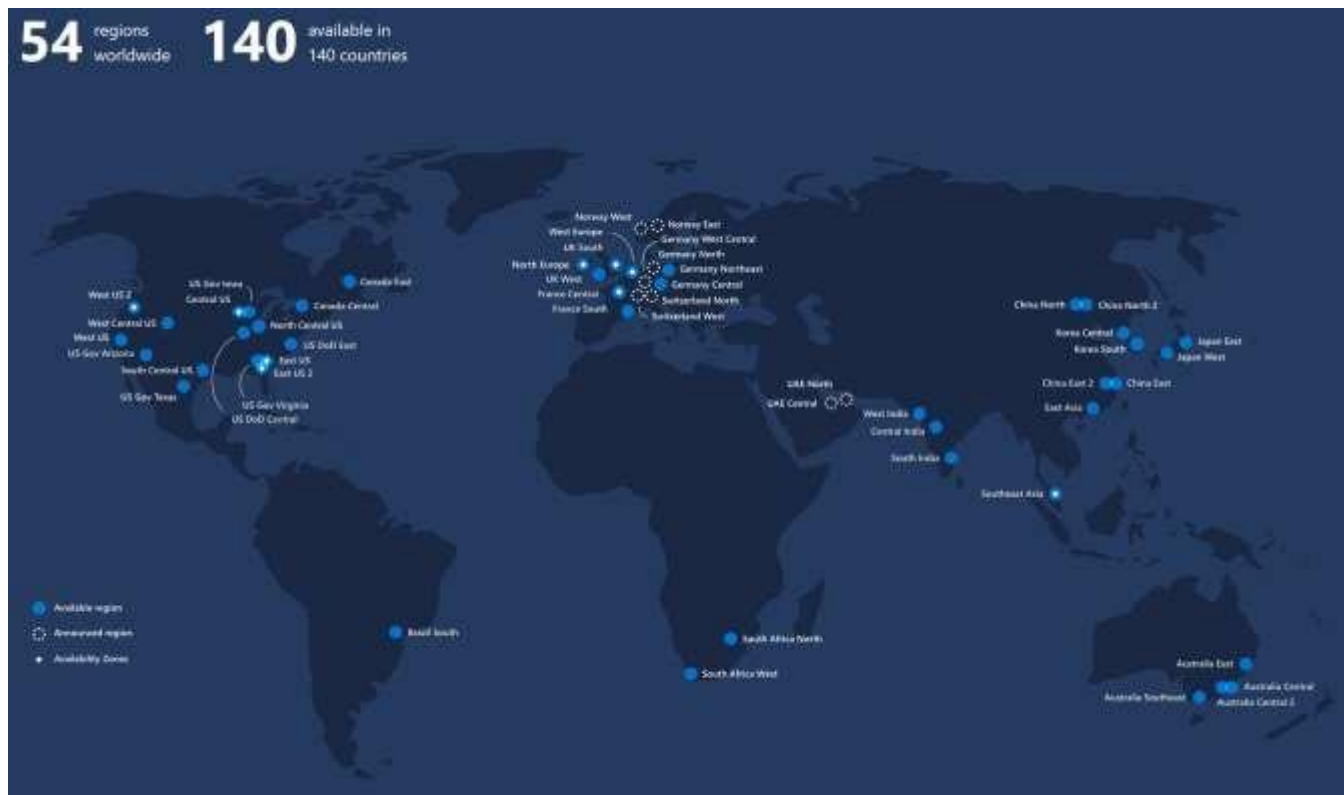 54 regions worldwide
140 available in 140 countries
Norway West
Norway East
West Europe
Germany West Central
UK South
Germany North
North Europe
Germany Northeast
UK West
Germany Central
France Central
Switzerland North
France South
Switzerland West
Canada East
US Gov Iowa
West US 2
Central US
Canada Central
West Central US
North Central US
West US
US DoD East
US Gov Arizona
East US
South Central US
East US 2
US Gov Texas
US Gov Virginia
US DoD Central
China North
China North 2
Korea Central
Japan East
Korea South
Japan West
UAE North
China East 2
China East
UAE Central
East Asia
West India
Central India
South India
Southeast Asia
Available region
Announced region
Availability Zones
Brazil South
South Africa North
South Africa West
Australia East
Australia Central
Australia Southeast
Australia Central 2